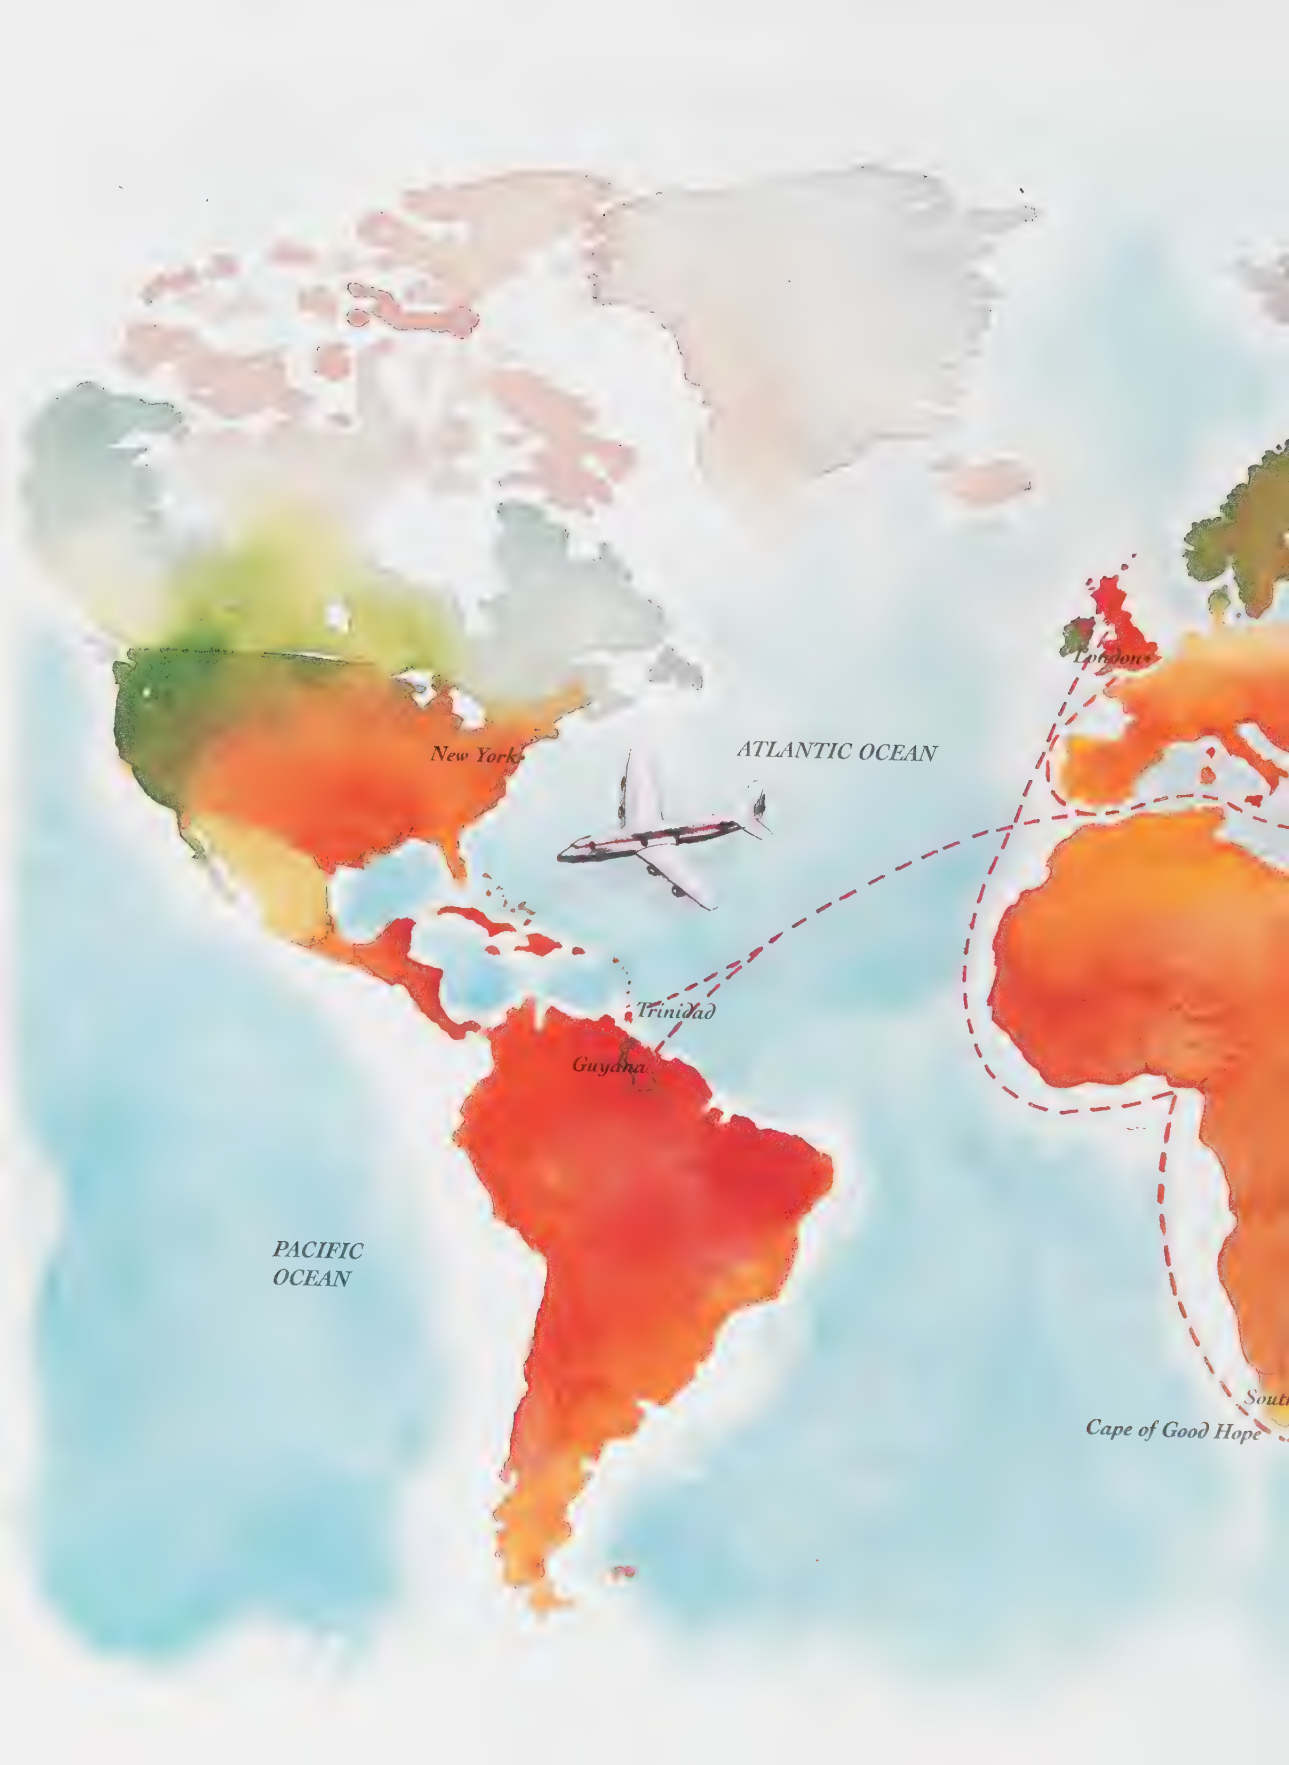 London
New York
ATLANTIC OCEAN
Trinidad
Guyana
PACIFIC
OCEAN
Cape of Good Hope